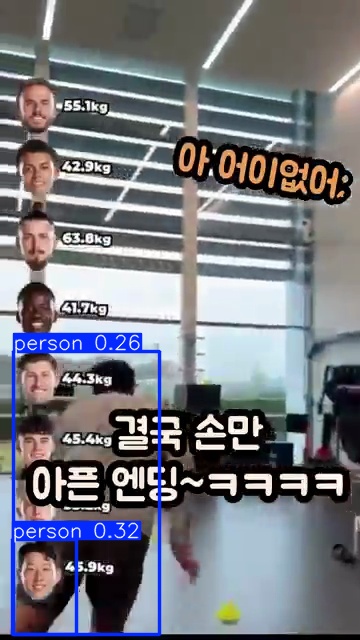 55.1kg
아 어이없어;
42.9kg
63.8kg
41.7kg
person 0.26
44.3kg
결국 손만
45.4kg
아픈 엔딩~ㅋㅋㅋㅋ
person 0.32
45.9kg